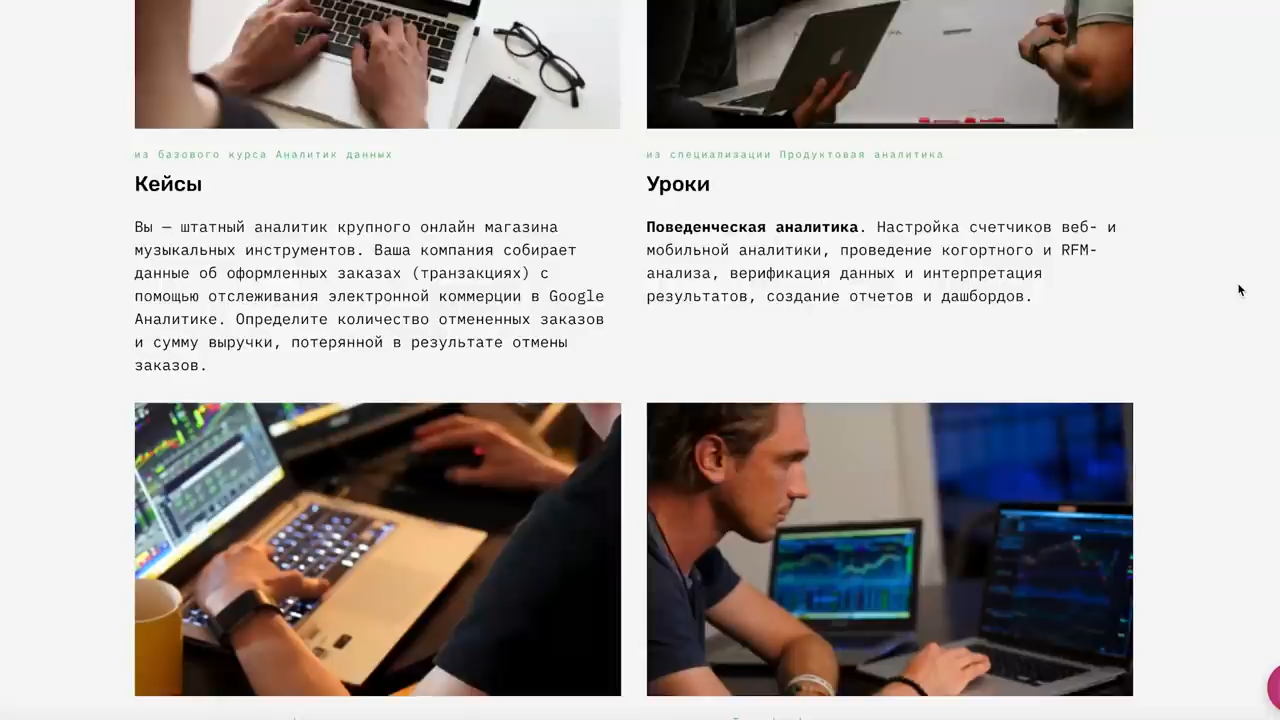 из базового курса Аналитик данных
Кейсы
Вы — штатный аналитик крупного онлайн магазина
музыкальных инструментов. Ваша компания собирает
данные об оформленных заказах (транзакциях) с
помощью отслеживания электронной коммерции в Google
Аналитике. Определите количество отмененных заказов
и сумму выручки, потерянной в результате отмены
заказов.
из специализации Продуктовая аналитика
Уроки
Поведенческая аналитика. Настройка счетчиков веб- и
мобильной аналитики, проведение когортного и RFM-
анализа, верификация данных и интерпретация
результатов, создание отчетов и дашбордов.